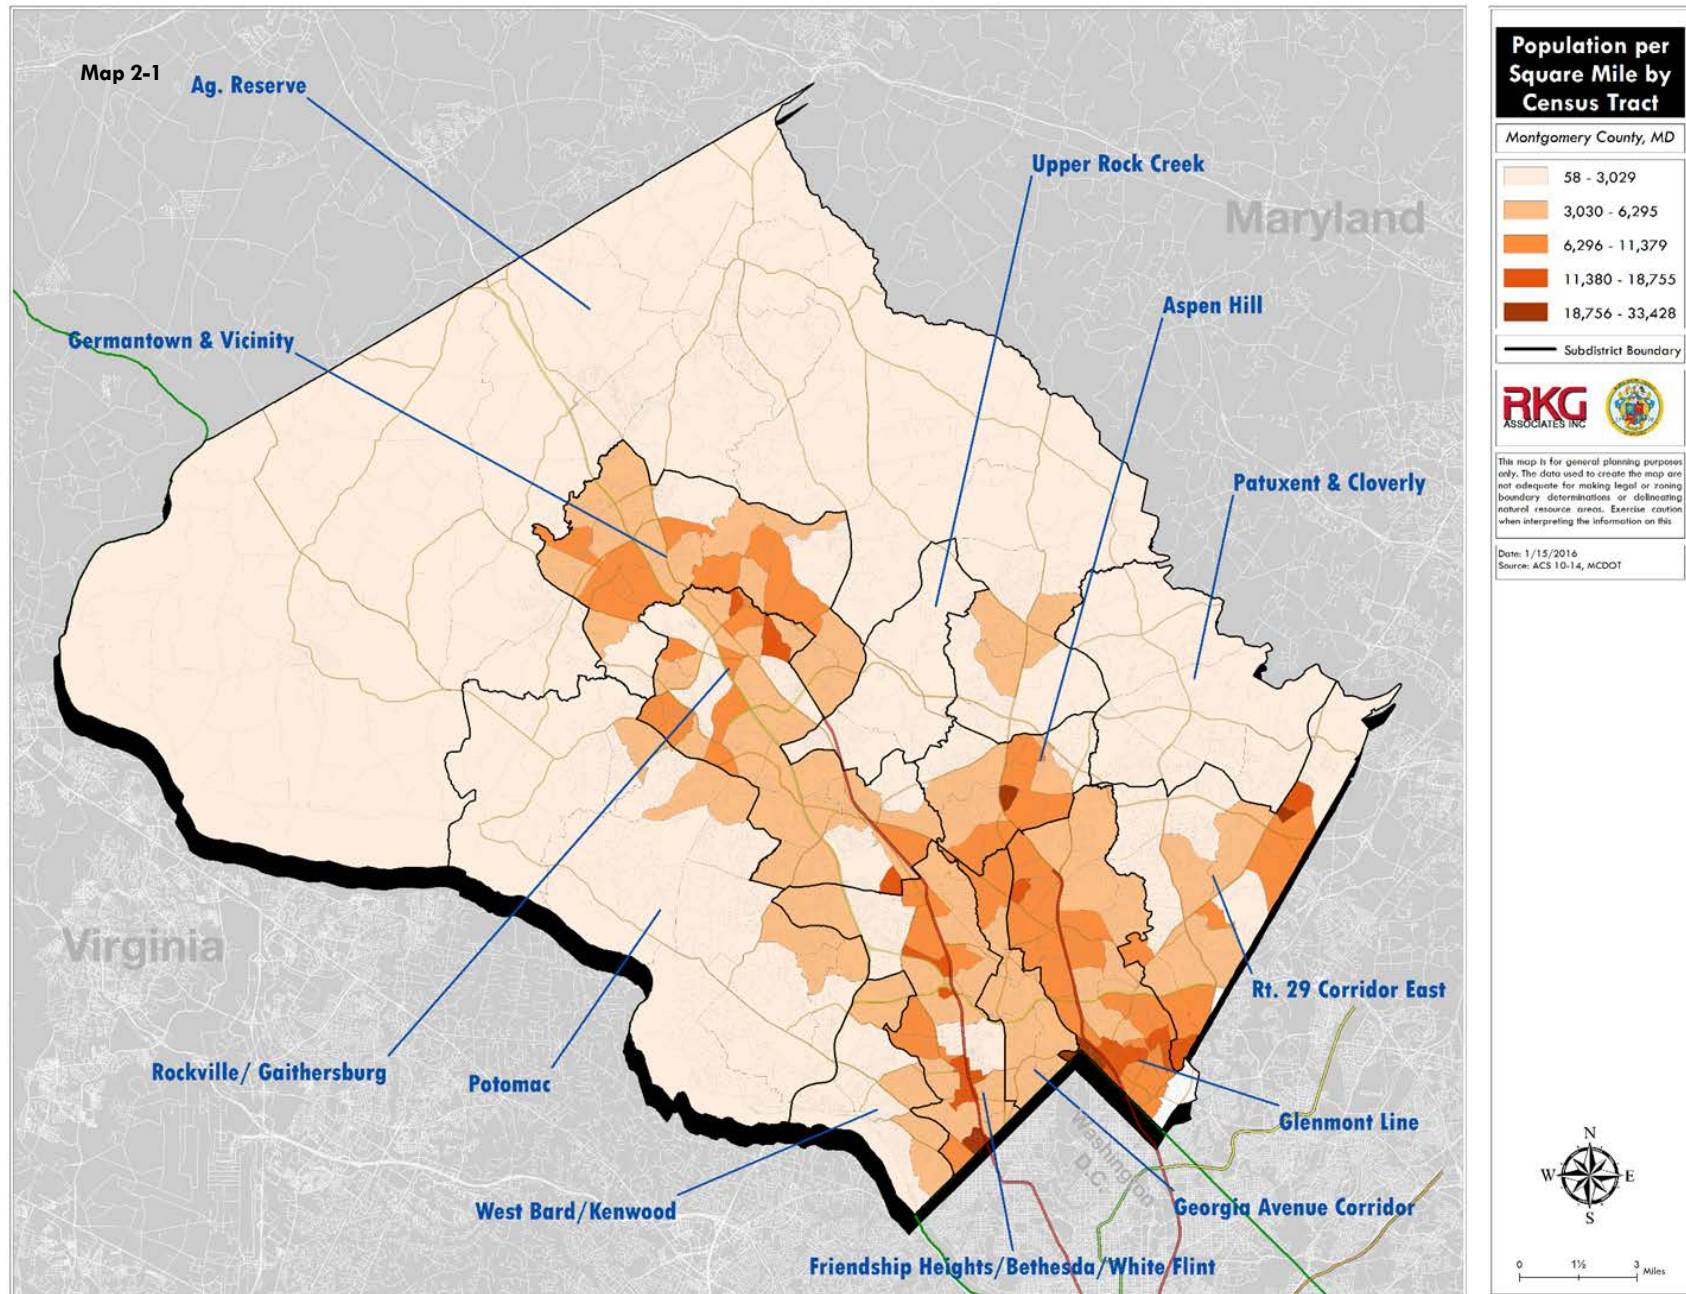 Map 2-1
Ag. Reserve
Upper Rock Creek
Maryland
Aspen Hill
Germantown & Vicinity
Patuxent & Cloverly
Virginia
Rt. 29 Corridor East
Rockville/ Gaithersburg
Potomac
Glenmont Line
Washington
D.C.
West Bard/Kenwood
Georgia Avenue Corridor
Friendship Heights/Bethesda/White Flint
Population per
Square Mile by
Census Tract
Montgomery County, MD
58 - 3,029
3,030 - 6,295
6,296 - 11,379
11,380 - 18,755
18,756 - 33,428
Subdistrict Boundary
RKG
ASSOCIATES INC
This map is for general planning purposes
only. The data used to create the map are
not adequate for making legal or zoning
boundary determinations or delineating
natural resource areas. Exercise caution
when interpreting the information on this
Date: 1/15/2016
Source: ACS 10-14, MCDOT
N
W E
S
0 1½ 3 Miles